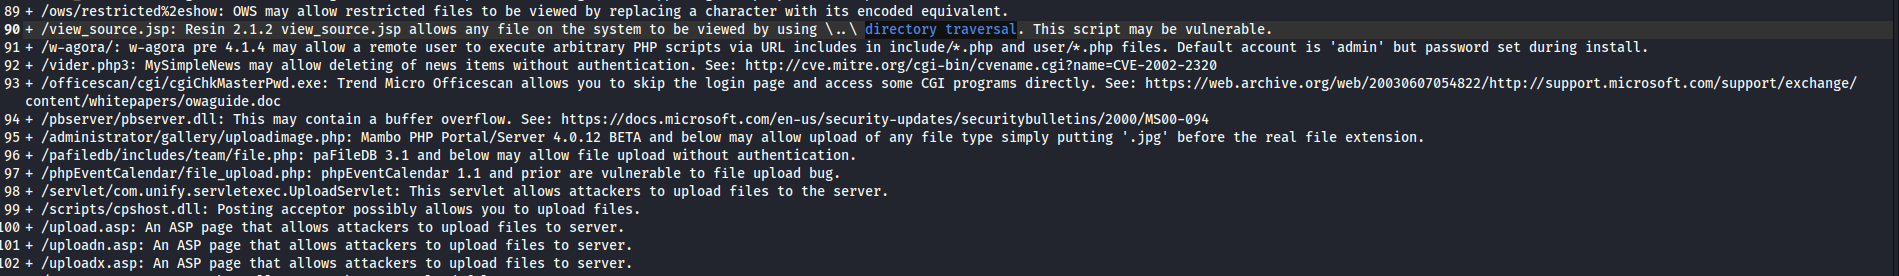 89 + /ows/restricted%2eshow: OWS may allow restricted files to be viewed by replacing a character with its encoded equivalent.
90 + /view_source.jsp: Resin 2.1.2 view_source.jsp allows any file on the system to be viewed by using \..\ directory traversal. This script may be vulnerable.
91 + /w-agora/: w-agora pre 4.1.4 may allow a remote user to execute arbitrary PHP scripts via URL includes in include/*.php and user/*.php files. Default account is 'admin' but password set during install.
92 + /vider.php3: MySimpleNews may allow deleting of news items without authentication. See: http://cve.mitre.org/cgi-bin/cvename.cgi?name=CVE-2002-2320
93 + /officescan/cgi/cgiChkMasterPwd.exe: Trend Micro Officescan allows you to skip the login page and access some CGI programs directly. See: https://web.archive.org/web/20030607054822/http://support.microsoft.com/support/exchange/
content/whitepapers/owaguide.doc
94 + /pbserver/pbserver.dll: This may contain a buffer overflow. See: https://docs.microsoft.com/en-us/security-updates/securitybulletins/2000/MS00-094
95 + /administrator/gallery/uploadimage.php: Mambo PHP Portal/Server 4.0.12 BETA and below may allow upload of any file type simply putting '.jpg' before the real file extension.
96 + /pafiledb/includes/team/file.php: paFileDB 3.1 and below may allow file upload without authentication.
97 + /phpEventCalendar/file_upload.php: phpEventCalendar 1.1 and prior are vulnerable to file upload bug.
98 + /servlet/com.unify.servletexec.UploadServlet: This servlet allows attackers to upload files to the server.
99 + /scripts/cpshost.dll: Posting acceptor possibly allows you to upload files.
100 + /upload.asp: An ASP page that allows attackers to upload files to server.
101 + /uploadn.asp: An ASP page that allows attackers to upload files to server.
102 + /uploadx.asp: An ASP page that allows attackers to upload files to server.